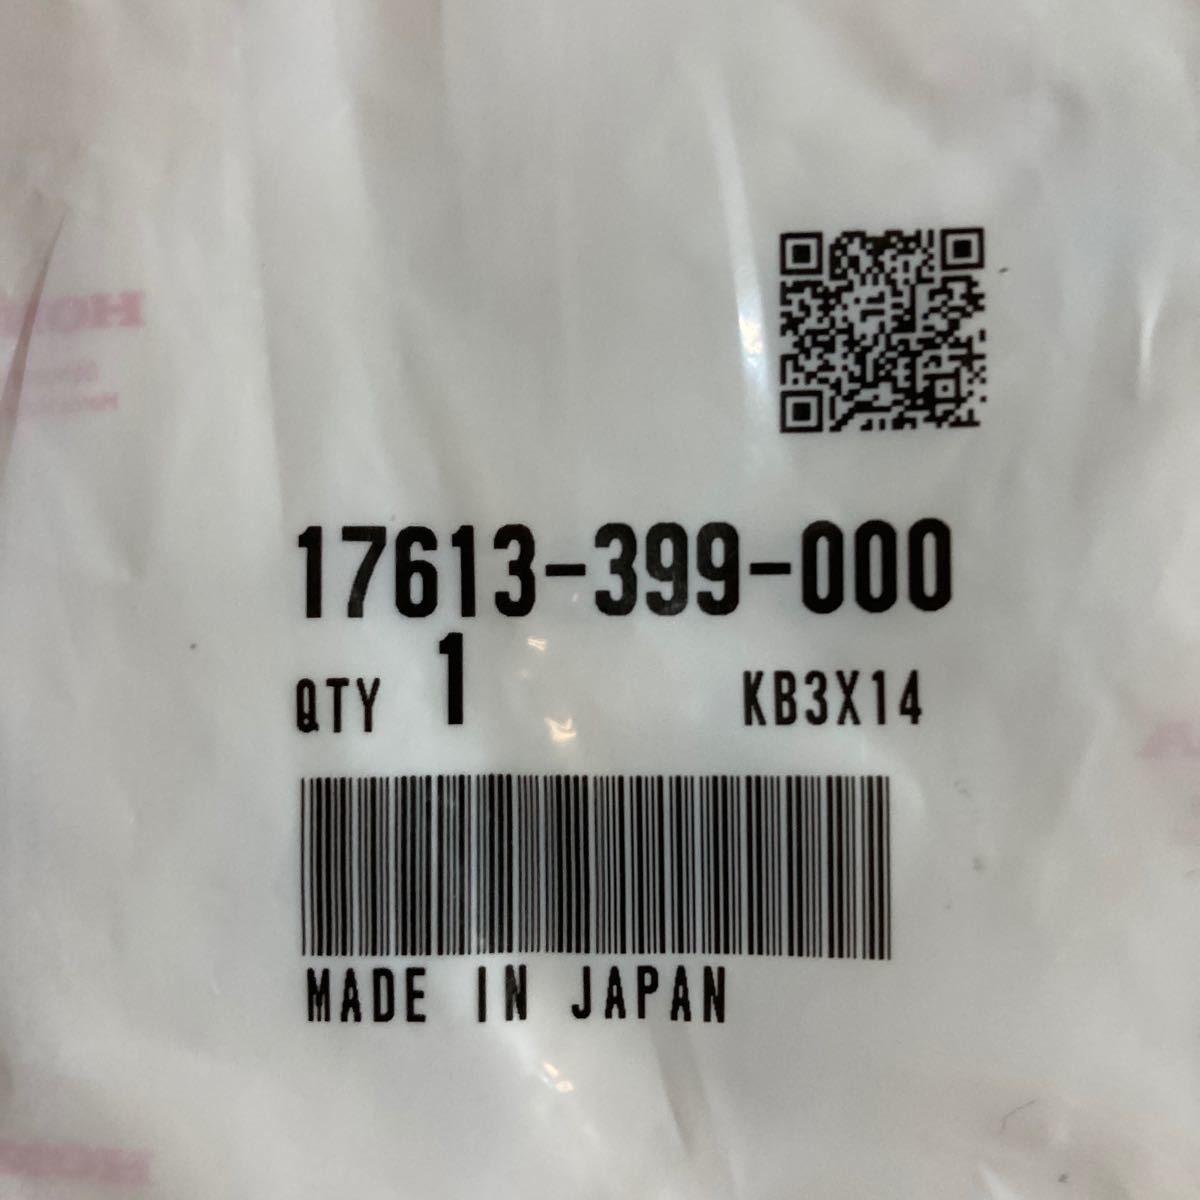 17613-399-000
QTY 1 KB3X14
MADE IN JAPAN